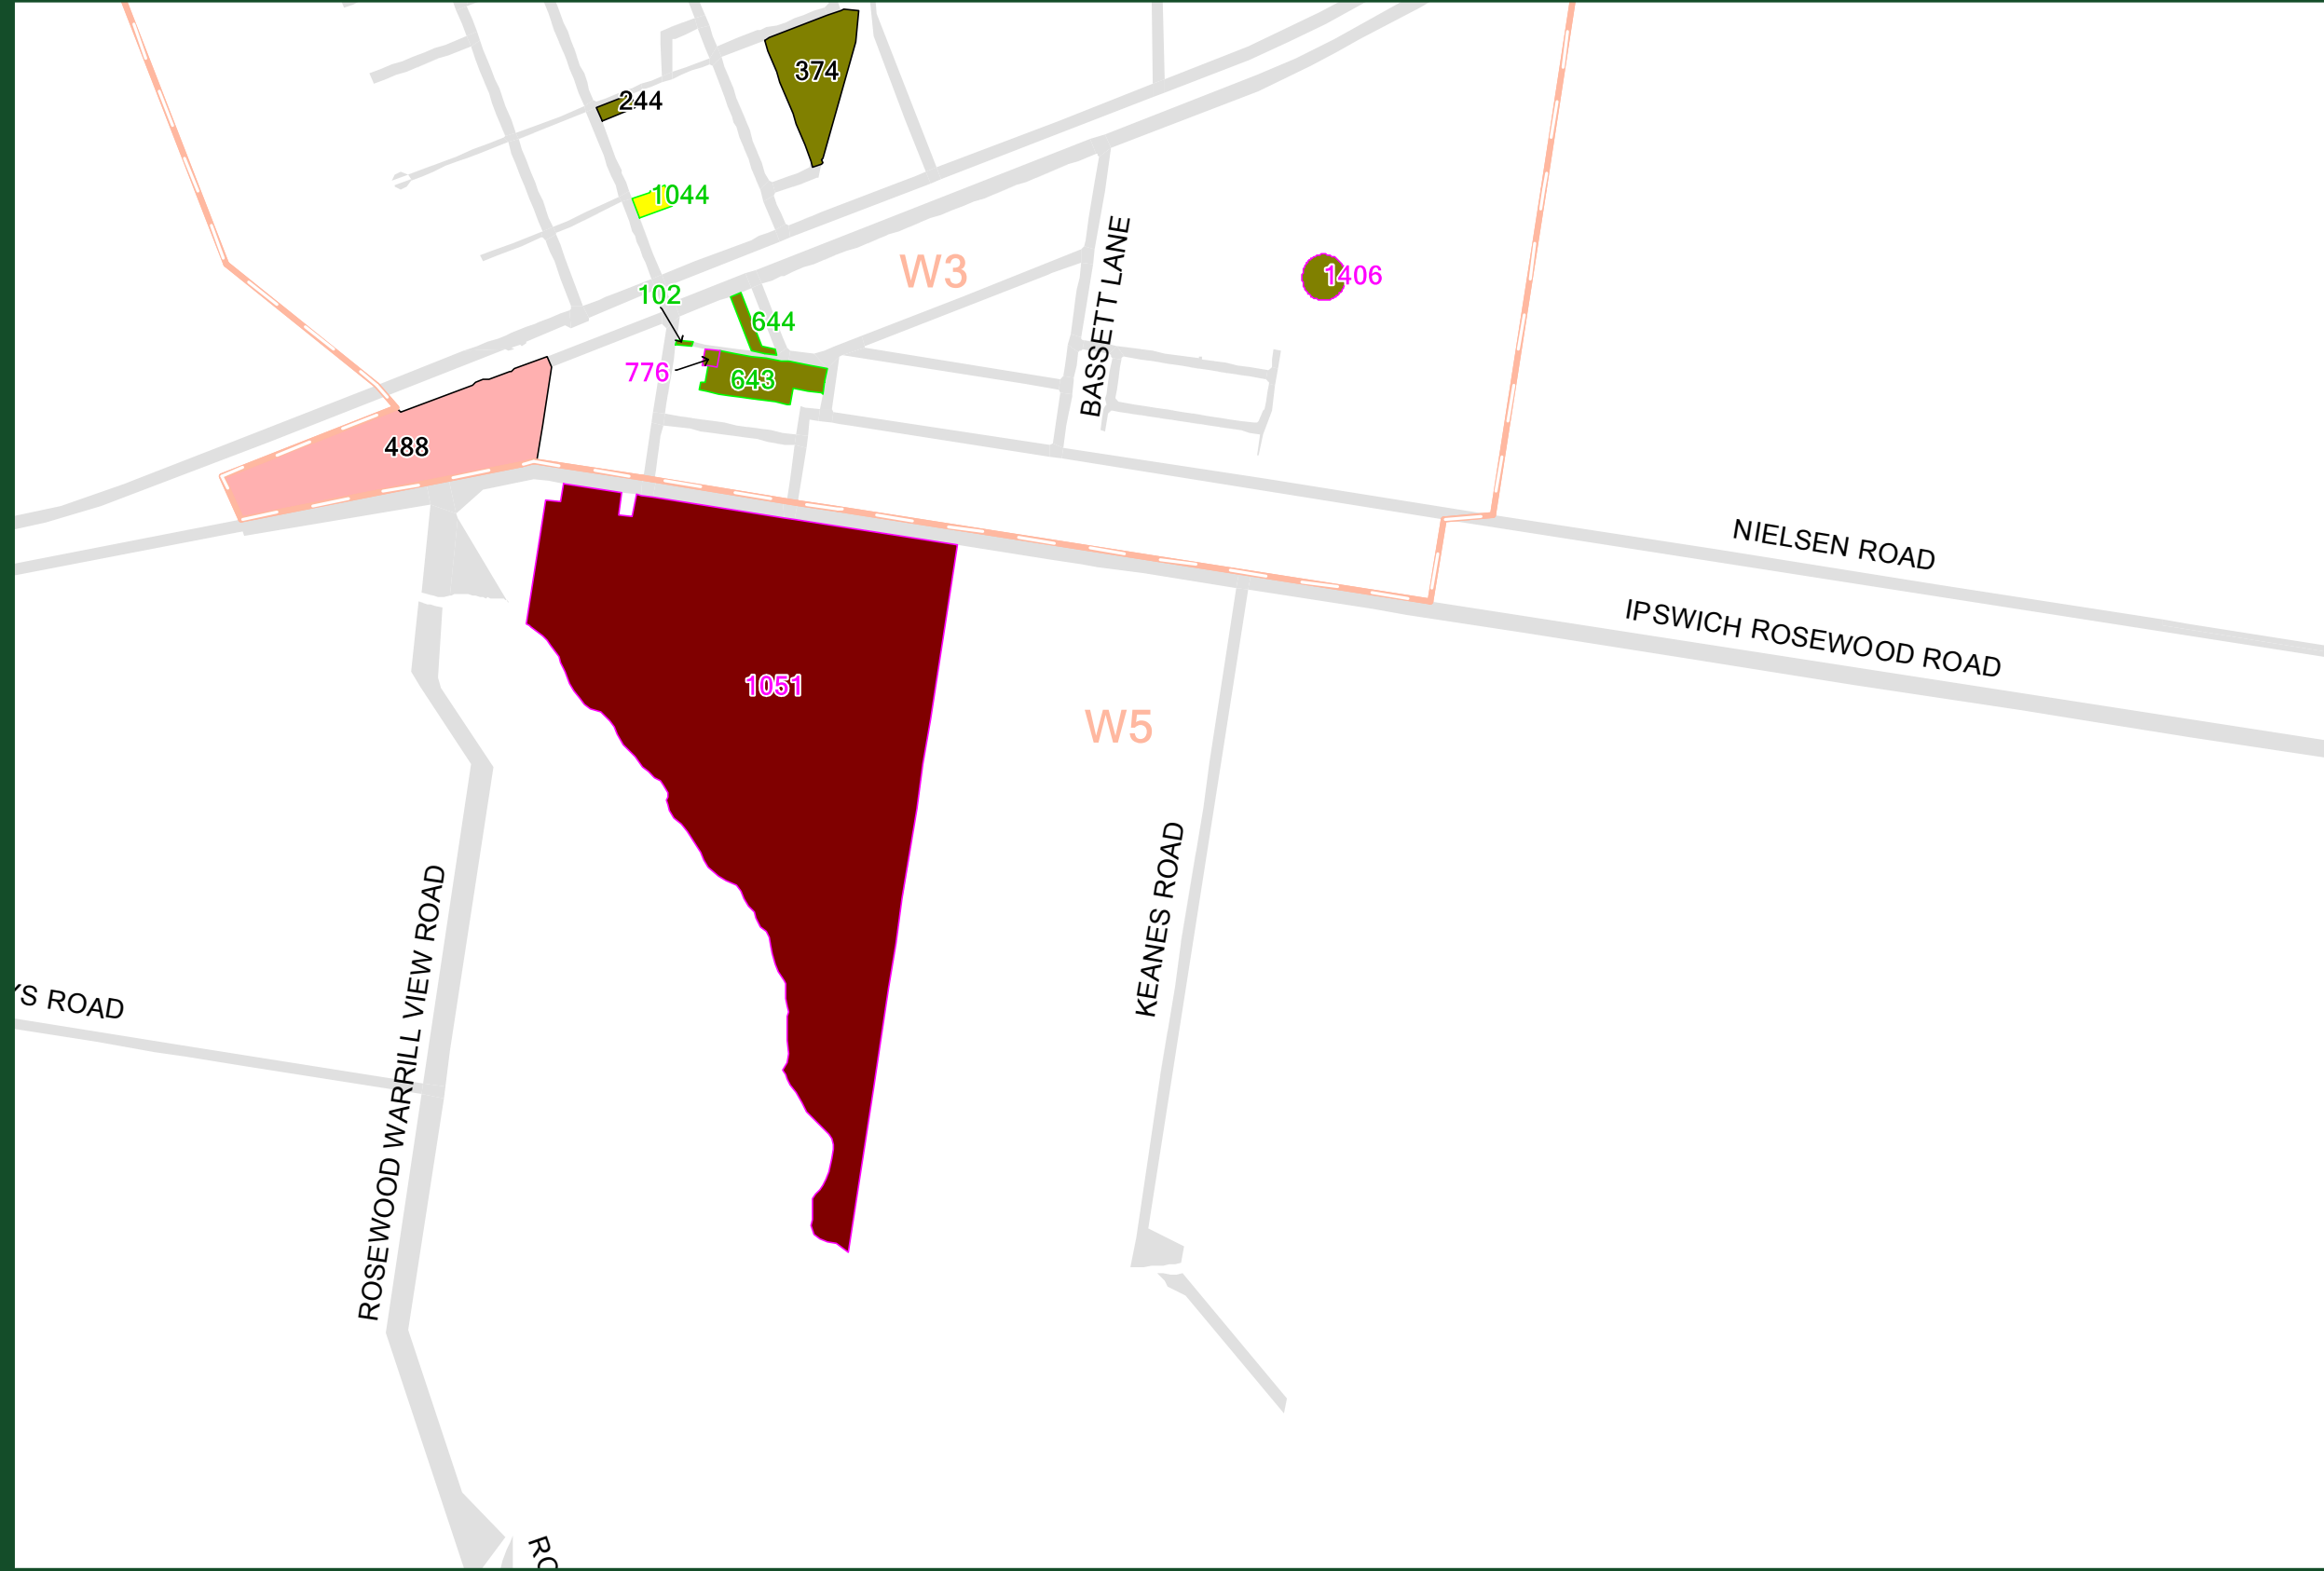 374
244
1044
W3
102
644
776
643
BASSETT LANE
1406
488
NIELSEN ROAD
IPSWICH ROSEWOOD ROAD
1051
W5
KEANES ROAD
ROSEWOOD WARRILL VIEW ROAD
YS ROAD
RO